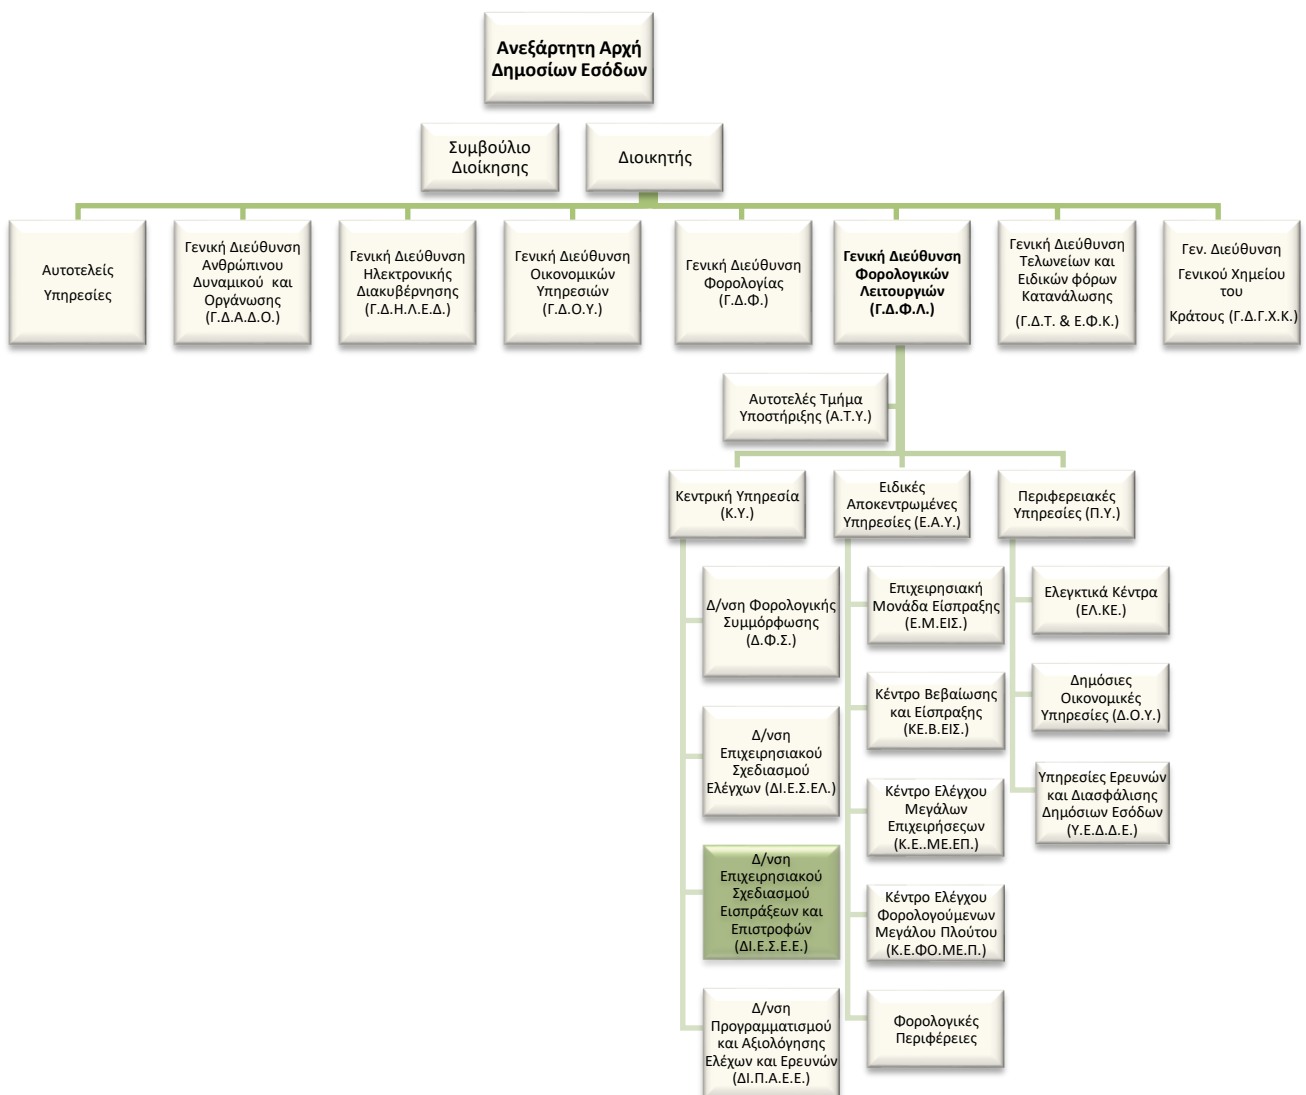 Ανεξάρτητη Αρχή
Δημοσίων Εσόδων
Συμβούλιο
Διοίκησης
Διοικητής
Αυτοτελείς
Υπηρεσίες
Γενική Διεύθυνση
Ανθρώπινου
Δυναμικού και
Οργάνωσης
(Γ.Δ.Α.Δ.Ο.)
Γενική Διεύθυνση
Ηλεκτρονικής
Διακυβέρνησης
(Γ.Δ.Η.Λ.Ε.Δ.)
Γενική Διεύθυνση
Οικονομικών
Υπηρεσιών
(Γ.Δ.Ο.Υ.)
Γενική Διεύθυνση
Φορολογίας
(Γ.Δ.Φ.)
Γενική Διεύθυνση
Φορολογικών
Λειτουργιών
(Γ.Δ.Φ.Λ.)
Γενική Διεύθυνση
Τελωνείων και
Ειδικών φόρων
Κατανάλωσης
(Γ.Δ.Τ. & Ε.Φ.Κ.)
Γεν. Διεύθυνση
Γενικού Χημείου
του
Κράτους (Γ.Δ.Γ.Χ.Κ.)
Αυτοτελές Τμήμα
Υποστήριξης (Α.Τ.Υ.)
Κεντρική Υπηρεσία
(Κ.Υ.)
Ειδικές
Αποκεντρωμένες
Υπηρεσίες (Ε.Α.Υ.)
Περιφερειακές
Υπηρεσίες (Π.Υ.)
Δ/νση Φορολογικής
Συμμόρφωσης
(Δ.Φ.Σ.)
Δ/νση
Επιχειρησιακού
Σχεδιασμού
Ελέγχων (ΔΙ.Ε.Σ.ΕΛ.)
Δ/νση
Επιχειρησιακού
Σχεδιασμού
Εισπράξεων και
Επιστροφών
(ΔΙ.Ε.Σ.Ε.Ε.)
Δ/νση
Προγραμματισμού
και Αξιολόγησης
Ελέχων και Ερευνών
(ΔΙ.Π.Α.Ε.Ε.)
Επιχειρησιακή
Μονάδα Είσπραξης
(Ε.Μ.ΕΙΣ.)
Κέντρο Βεβαίωσης
και Είσπραξης
(ΚΕ.Β.ΕΙΣ.)
Κέντρο Ελέγχου
Μεγάλων
Επιχειρήσεςων
(Κ.Ε..ΜΕ.ΕΠ.)
Κέντρο Ελέγχου
Φορολογούμενων
Μεγάλου Πλούτου
(Κ.Ε.ΦΟ.ΜΕ.Π.)
Φορολογικές
Περιφέρειες
Ελεγκτικά Κέντρα
(ΕΛ.ΚΕ.)
Δημόσιες
Οικονομικές
Υπηρεσίες (Δ.Ο.Υ.)
Υπηρεσίες Ερευνών
και Διασφάλισης
Δημόσιων Εσόδων
(Υ.Ε.Δ.Δ.Ε.)